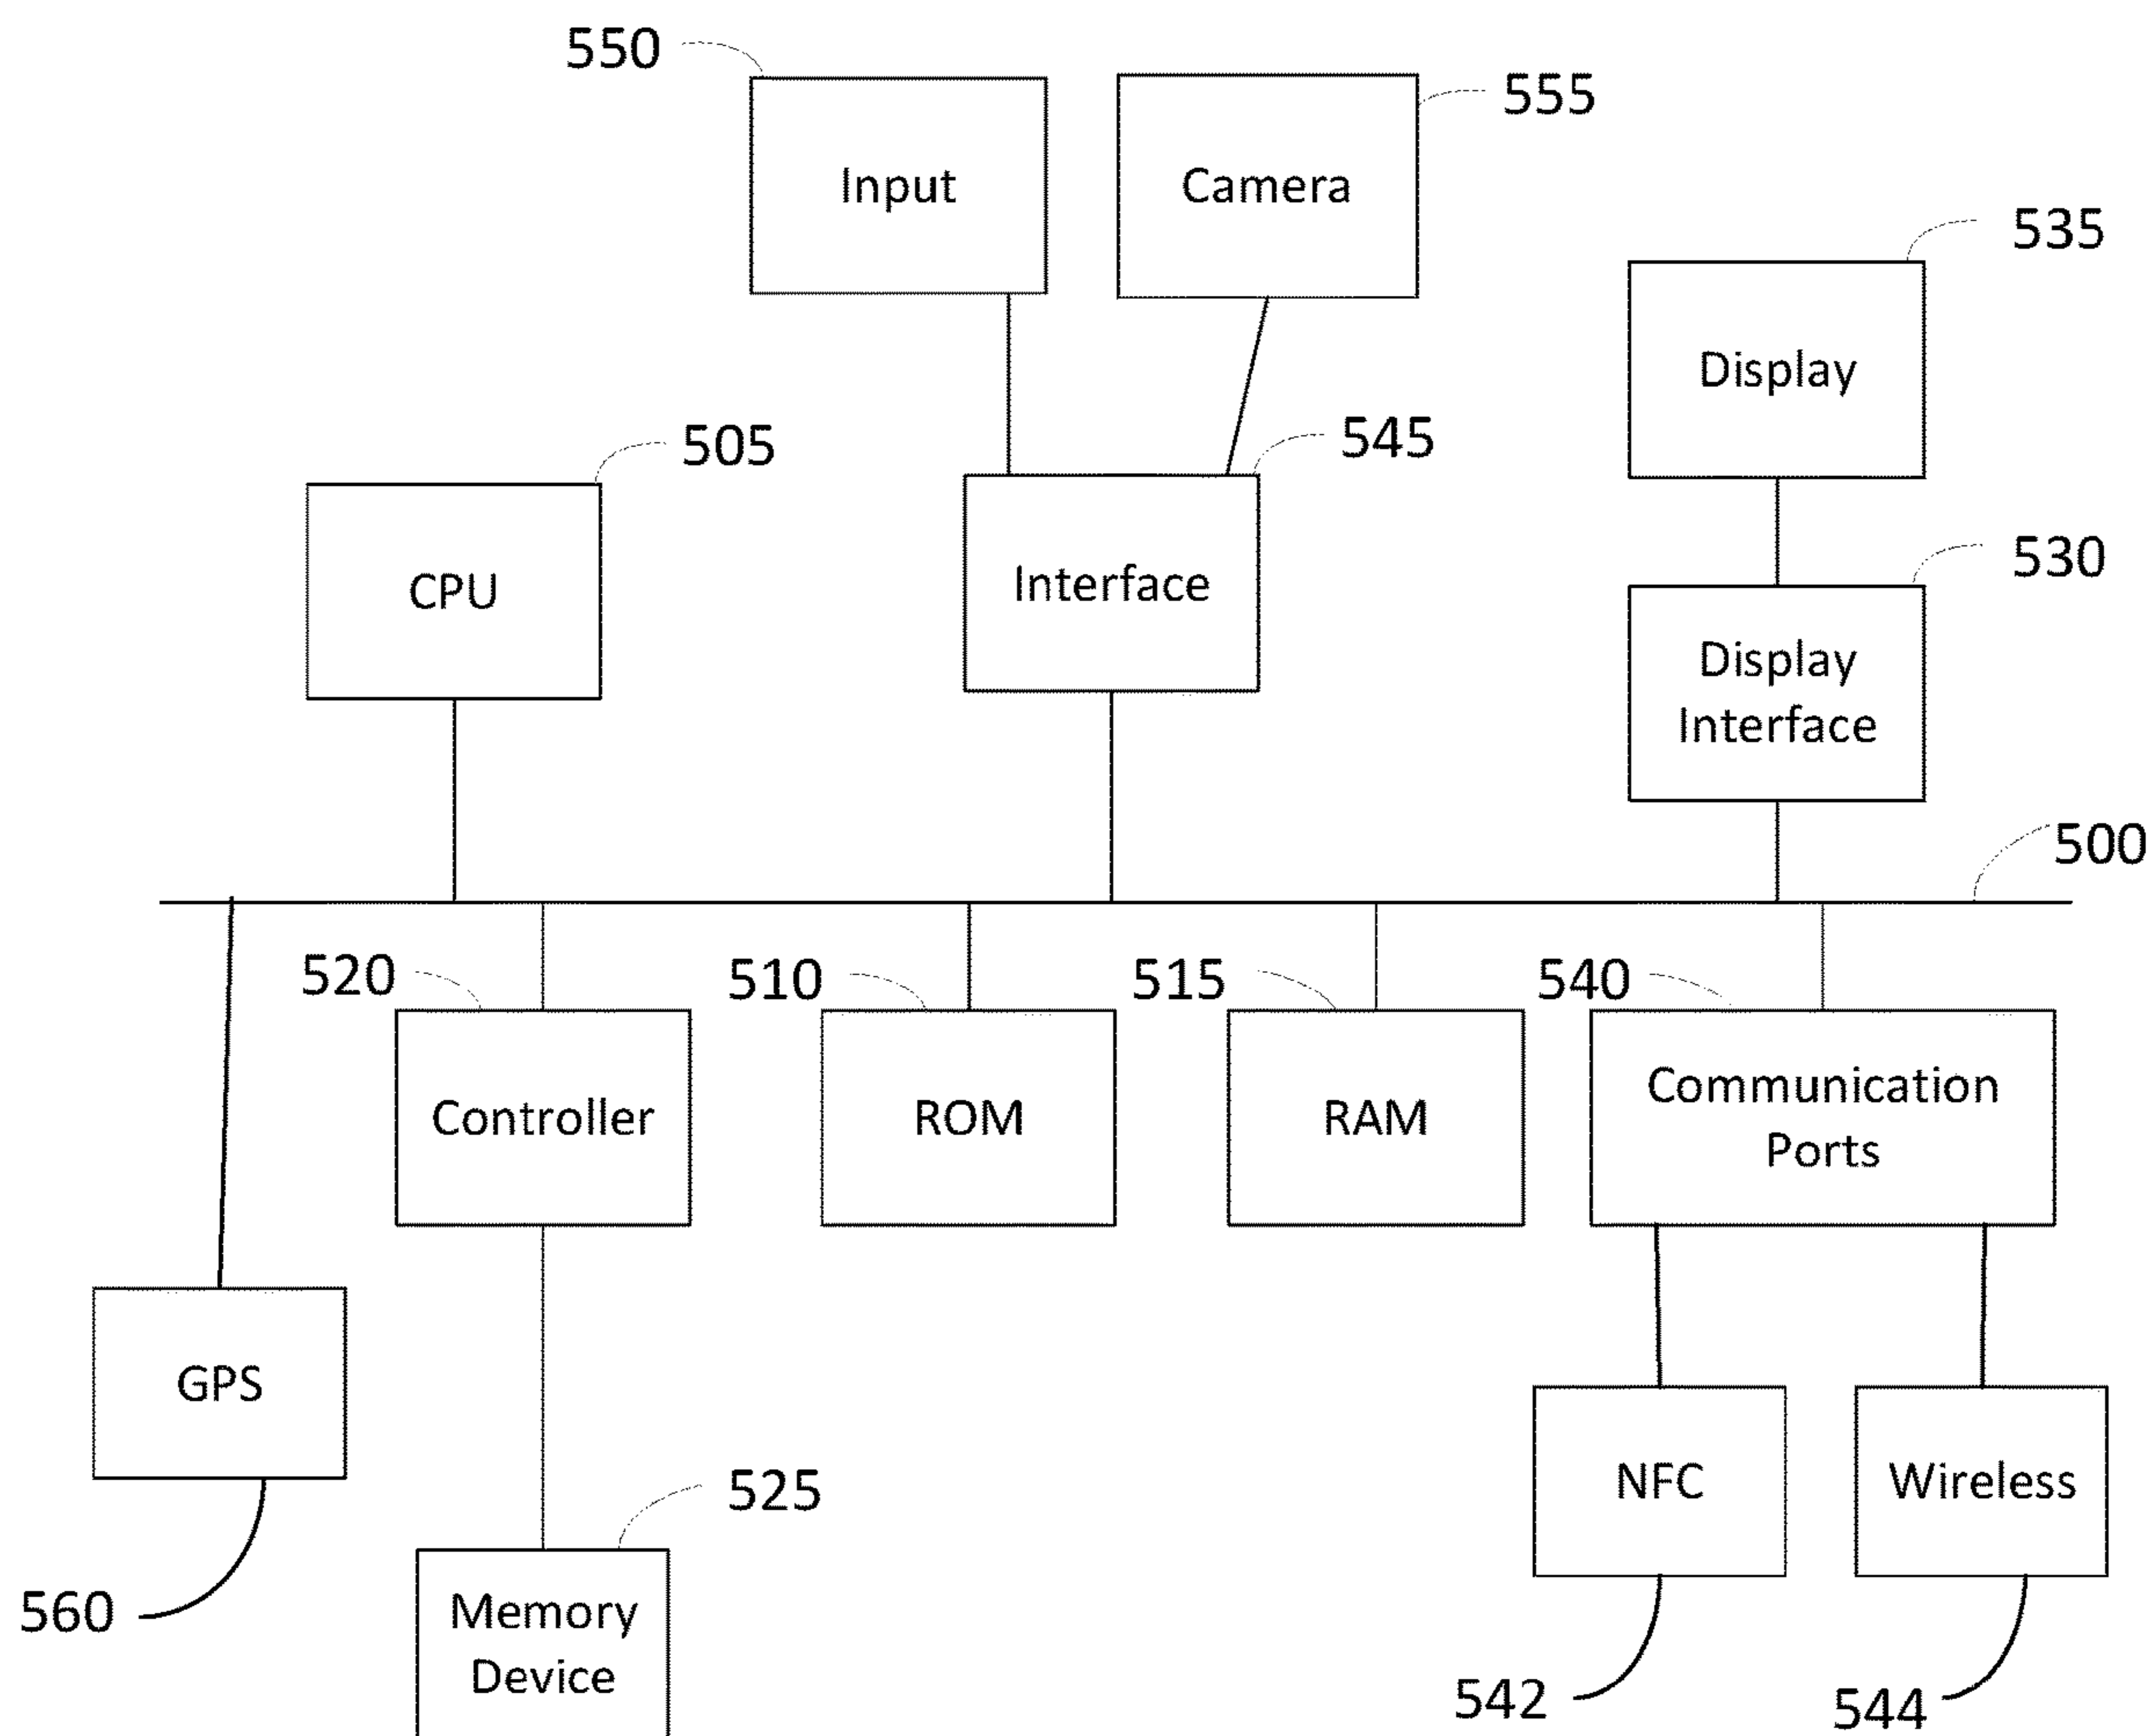 550
555
Input
Camera
535
Display
505
545
530
CPU
Interface
Display
Interface
500
520
510
515
540
Controller
ROM
RAM
Communication
Ports
GPS
NFC
Wireless
525
560
Memory
Device
542
544